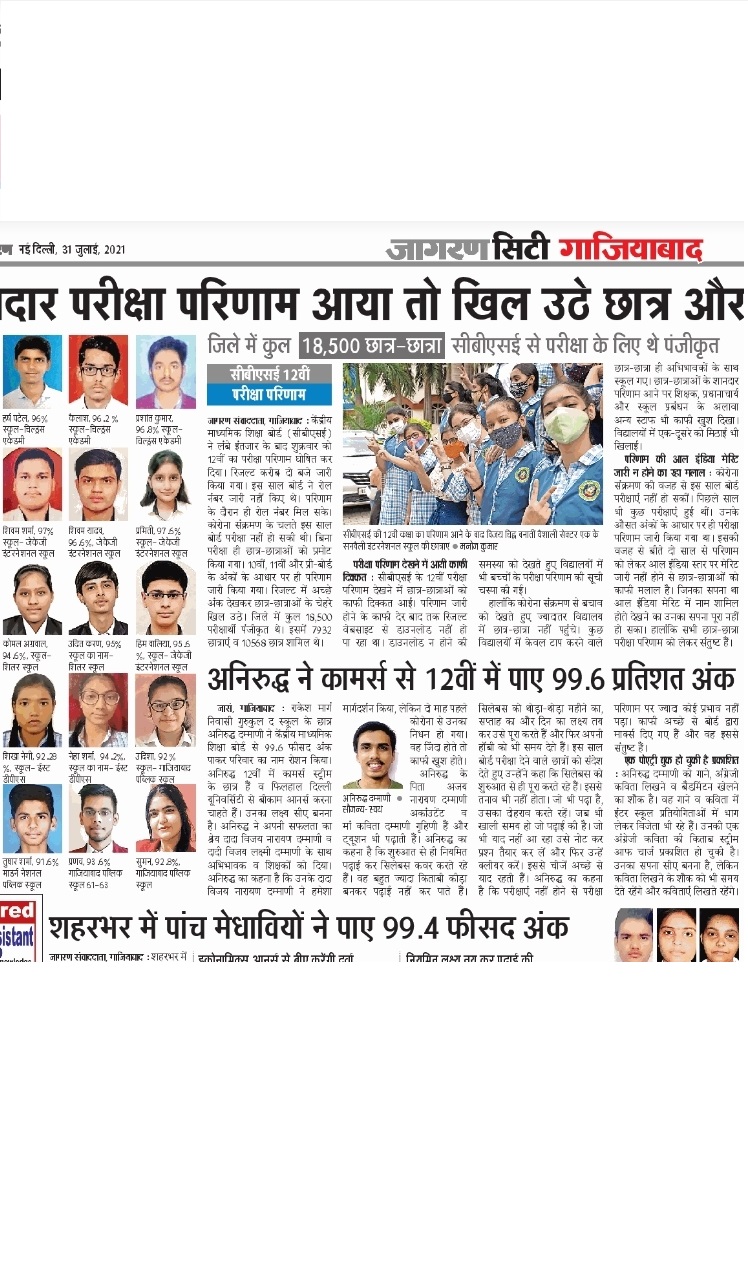 नई दिल्ली, 31 जुलाई, 2021
जागरण सिटी गाजियाबाद
दार परीक्षा परिणाम आया तो खिल उठे छात्र और
जिले में कुल 18,500 छात्र-छात्रा सीबीएसई से परीक्षा के लिए थे पंजीकृत
हर्ष पटेल, 96%
स्कूल-चिल्ड्रंस
एकेडमी
कैलाश, 96.2 %
स्कूल-चिल्ड्रंस
एकेडमी
प्रशांत कुमार,
96.8% स्कूल-
चिल्ड्रंस एकेडमी
शिवम शर्मा, 97%
स्कूल- जेकेजी
इंटरनेशनल स्कूल
शिवम यादव,
96.6%, जेकेजी
इंटरनेशनल स्कूल
प्रमिती, 97.6%
स्कूल- जेकेजी
इंटरनेशनल स्कूल
कोमल अग्रवाल,
94.6%, स्कूल-
शिलर स्कूल
उदित करण, 95%
स्कूल का नाम-
शिलर स्कूल
हिम वालिया, 95.6
%, स्कूल- जेकेजी
इंटरनेशनल स्कूल
शिखा नेगी, 92.28
%, स्कूल- ईस्ट
डीपीएस
नेहा शर्मा, 94.2%,
स्कूल का नाम- ईस्ट
डीपीएस
उदिशा, 92 %
स्कूल- गाजियाबाद
पब्लिक स्कूल
तुषार शर्मा, 91.6%
मॉडर्न नेशनल
पब्लिक स्कूल
प्रणव, 93.6%
गाजियाबाद पब्लिक
स्कूल 61-63
सुमन, 92.8%,
गाजियाबाद पब्लिक
स्कूल
सीबीएसई 12वीं
परीक्षा परिणाम
जागरण संवाददाता, गाजियाबाद : केंद्रीय
माध्यमिक शिक्षा बोर्ड (सीबीएसई)
ने लंबे इंतजार के बाद शुक्रवार को
12वीं का परीक्षा परिणाम घोषित कर
दिया। रिजल्ट करीब दो बजे जारी
किया गया। इस साल बोर्ड ने रोल
नंबर जारी नहीं किए थे। परिणाम
के दौरान ही रोल नंबर मिल सके।
कोरोना संक्रमण के चलते इस साल
बोर्ड परीक्षा नहीं हो सकी थी। बिना
परीक्षा ही छात्र-छात्राओं को प्रमोट
किया गया। 10वीं, 11वीं और प्री-बोर्ड
के अंकों के आधार पर ही परिणाम
जारी किया गया। रिजल्ट में अच्छे
अंक देखकर छात्र-छात्राओं के चेहरे
खिल उठे। जिले में कुल 18,500
परीक्षार्थी पंजीकृत थे। इसमें 7932
छात्राएं व 10568 छात्र शामिल थे।
सीबीएसई की 12वीं कक्षा का परिणाम आने के बाद विजय चिह्न बनातीं वैशाली सेक्टर एक के
सनवैली इंटरनेशनल स्कूल की छात्राएं ● मनोज कुमार
परीक्षा परिणाम देखने में आयी काफी
दिक्कत : सीबीएसई के 12वीं परीक्षा
परिणाम देखने में छात्र-छात्राओं को
काफी दिक्कत आई। परिणाम जारी
होने के काफी देर बाद तक रिजल्ट
वेबसाइट से डाउनलोड नहीं हो
पा रहा था। डाउनलोड न होने की
समस्या को देखते हुए विद्यालयों में
भी बच्चों के परीक्षा परिणाम की सूची
चस्पा की गई।
हालांकि कोरोना संक्रमण से बचाव
को देखते हुए ज्यादातर विद्यालय
में छात्र-छात्रा नहीं पहुंचे। कुछ
विद्यालयों में केवल टाप करने वाले
छात्र-छात्रा ही अभिभावकों के साथ
स्कूल गए। छात्र-छात्राओं के शानदार
परिणाम आने पर शिक्षक, प्रधानाचार्य
और स्कूल प्रबंधन के अलावा
अन्य स्टाफ भी काफी खुश दिखा।
विद्यालयों में एक-दूसरे को मिठाई भी
खिलाई।
परिणाम की आल इंडिया मेरिट
जारी न होने का रहा मलाल : कोरोना
संक्रमण की वजह से इस साल बोर्ड
परीक्षाएं नहीं हो सकीं। पिछले साल
भी कुछ परीक्षाएं हुई थीं। उनके
औसत अंकों के आधार पर ही परीक्षा
परिणाम जारी किया गया था। इसकी
वजह से बीते दो साल से परिणाम
को लेकर आल इंडिया स्तर पर मेरिट
जारी नहीं होने से छात्र-छात्राओं को
काफी मलाल है। जिनका सपना था
आल इंडिया मेरिट में नाम शामिल
होते देखने का उनका सपना पूरा नहीं
हो सका। हालांकि सभी छात्र-छात्रा
परीक्षा परिणाम को लेकर संतुष्ट हैं।
अनिरुद्ध ने कामर्स से 12वीं में पाए 99.6 प्रतिशत अंक
जासं, गाजियाबाद : राकेश मार्ग
निवासी गुरुकुल द स्कूल के छात्र
अनिरुद्ध दम्माणी ने केंद्रीय माध्यमिक
शिक्षा बोर्ड से 99.6 फीसद अंक
पाकर परिवार का नाम रोशन किया।
अनिरुद्ध 12वीं में कामर्स स्ट्रीम
के छात्र हैं व फिलहाल दिल्ली
यूनिवर्सिटी से बीकाम आनर्स करना
चाहते हैं। उनका लक्ष्य सीए बनना
है। अनिरुद्ध ने अपनी सफलता का
श्रेय दादा विजय नारायण दम्माणी व
दादी विजय लक्ष्मी दम्माणी के साथ
अभिभावक व शिक्षकों को दिया।
अनिरुद्ध का कहना है कि उनके दादा
विजय नारायण दम्माणी ने हमेशा
मार्गदर्शन किया, लेकिन दो माह पहले
कोरोना से उनका
निधन हो गया।
वह जिंदा होते तो
काफी खुश होते।
अनिरुद्ध के
पिता अजय
नारायण दम्माणी
अकांउटेंट व
अनिरुद्ध दम्माणी ●
सौजन्य- स्वयं
मां कविता दम्माणी गृहिणी हैं और
ट्यूशन भी पढ़ाती हैं। अनिरुद्ध का
कहना है कि शुरुआत से ही नियमित
पढ़ाई कर सिलेबस कवर करते रहे
हैं। वह बहुत ज्यादा किताबी कीड़ा
बनकर पढ़ाई नहीं कर पाते हैं।
सिलेबस को थोड़ा-थोड़ा महीने का,
सप्ताह का और दिन का लक्ष्य तय
कर उसे पूरा करते हैं और फिर अपनी
हॉबी को भी समय देते हैं। इस साल
बोर्ड परीक्षा देने वाले छात्रों को संदेश
देते हुए उन्होंने कहा कि सिलेबस को
शुरुआत से ही पूरा करते रहे हैं। इससे
तनाव भी नहीं होता। जो भी पढ़ा है,
उसका दोहराव करते रहें। जब भी
खाली समय हो जो पढ़ाई की है। जो
भी याद नहीं आ रहा उसे नोट कर
प्रश्न तैयार कर लें और फिर उन्हें
क्लीयर करें। इससे चीजें अच्छे से
याद रहती हैं। अनिरुद्ध का कहना
है कि परीक्षाएं नहीं होने से परीक्षा
परिणाम पर ज्यादा कोई प्रभाव नहीं
पड़ा। काफी अच्छे से बोर्ड द्वारा
मार्क्स दिए गए हैं और वह इससे
संतुष्ट हैं।
एक पोएट्री बुक हो चुकी है प्रकाशित
: अनिरुद्ध दम्माणी को गाने, अंग्रेजी
कविता लिखने व बैडमिंटन खेलने
का शौक है। वह गाने व कविता में
इंटर स्कूल प्रतियोगिताओं में भाग
लेकर विजेता भी रहे हैं। उनकी एक
अंग्रेजी कविता की किताब स्ट्रीम
आफ चार्ज प्रकाशित हो चुकी है।
उनका सपना सीए बनना है, लेकिन
कविता लिखने के शौक को भी समय
देते रहेंगे और कविताएं लिखते रहेंगे।
red
istant
शहरभर में पांच मेधावियों ने पाए 99.4 फीसद अंक
जागरण संवाददाता, गाजियाबाद : शहरभर में
इकोनामिक्स आनर्स से बीए करेंगी दुर्वा
नियमित लक्ष्य तय कर पढ़ाई की